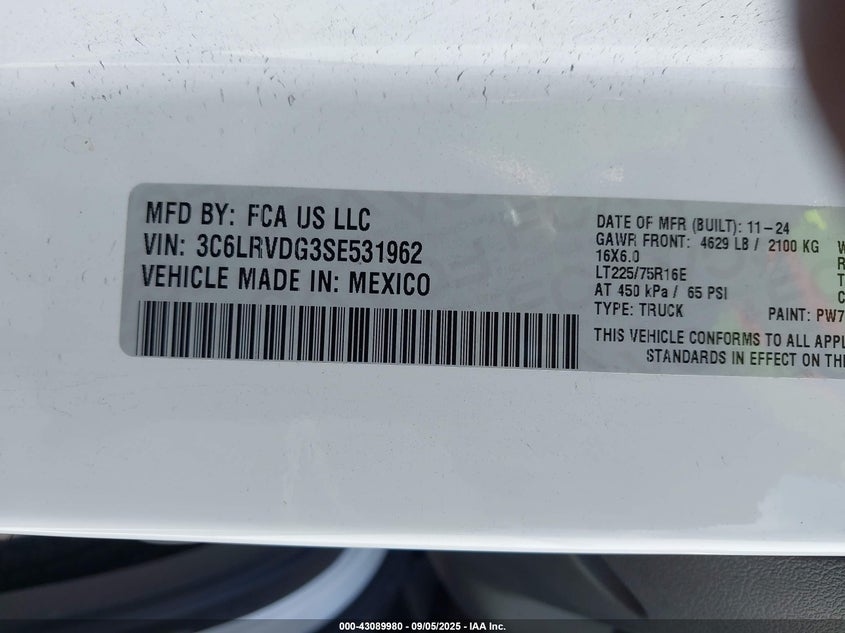 MFD BY: FCA US LLC
VIN: 3C6LRVDG3SE531962
VEHICLE MADE IN: MEXICO
DATE OF MFR (BUILT): 11-24
GAWR FRONT: 4629 LB / 2100 KG
16X6.0
LT225/75R16E
AT 450 kPa / 65 PSI
TYPE: TRUCK
PAINT: PW7
THIS VEHICLE CONFORMS TO ALL APPL
STANDARDS IN EFFECT ON THE
000-43089980 - 09/05/2025 - IAA Inc.